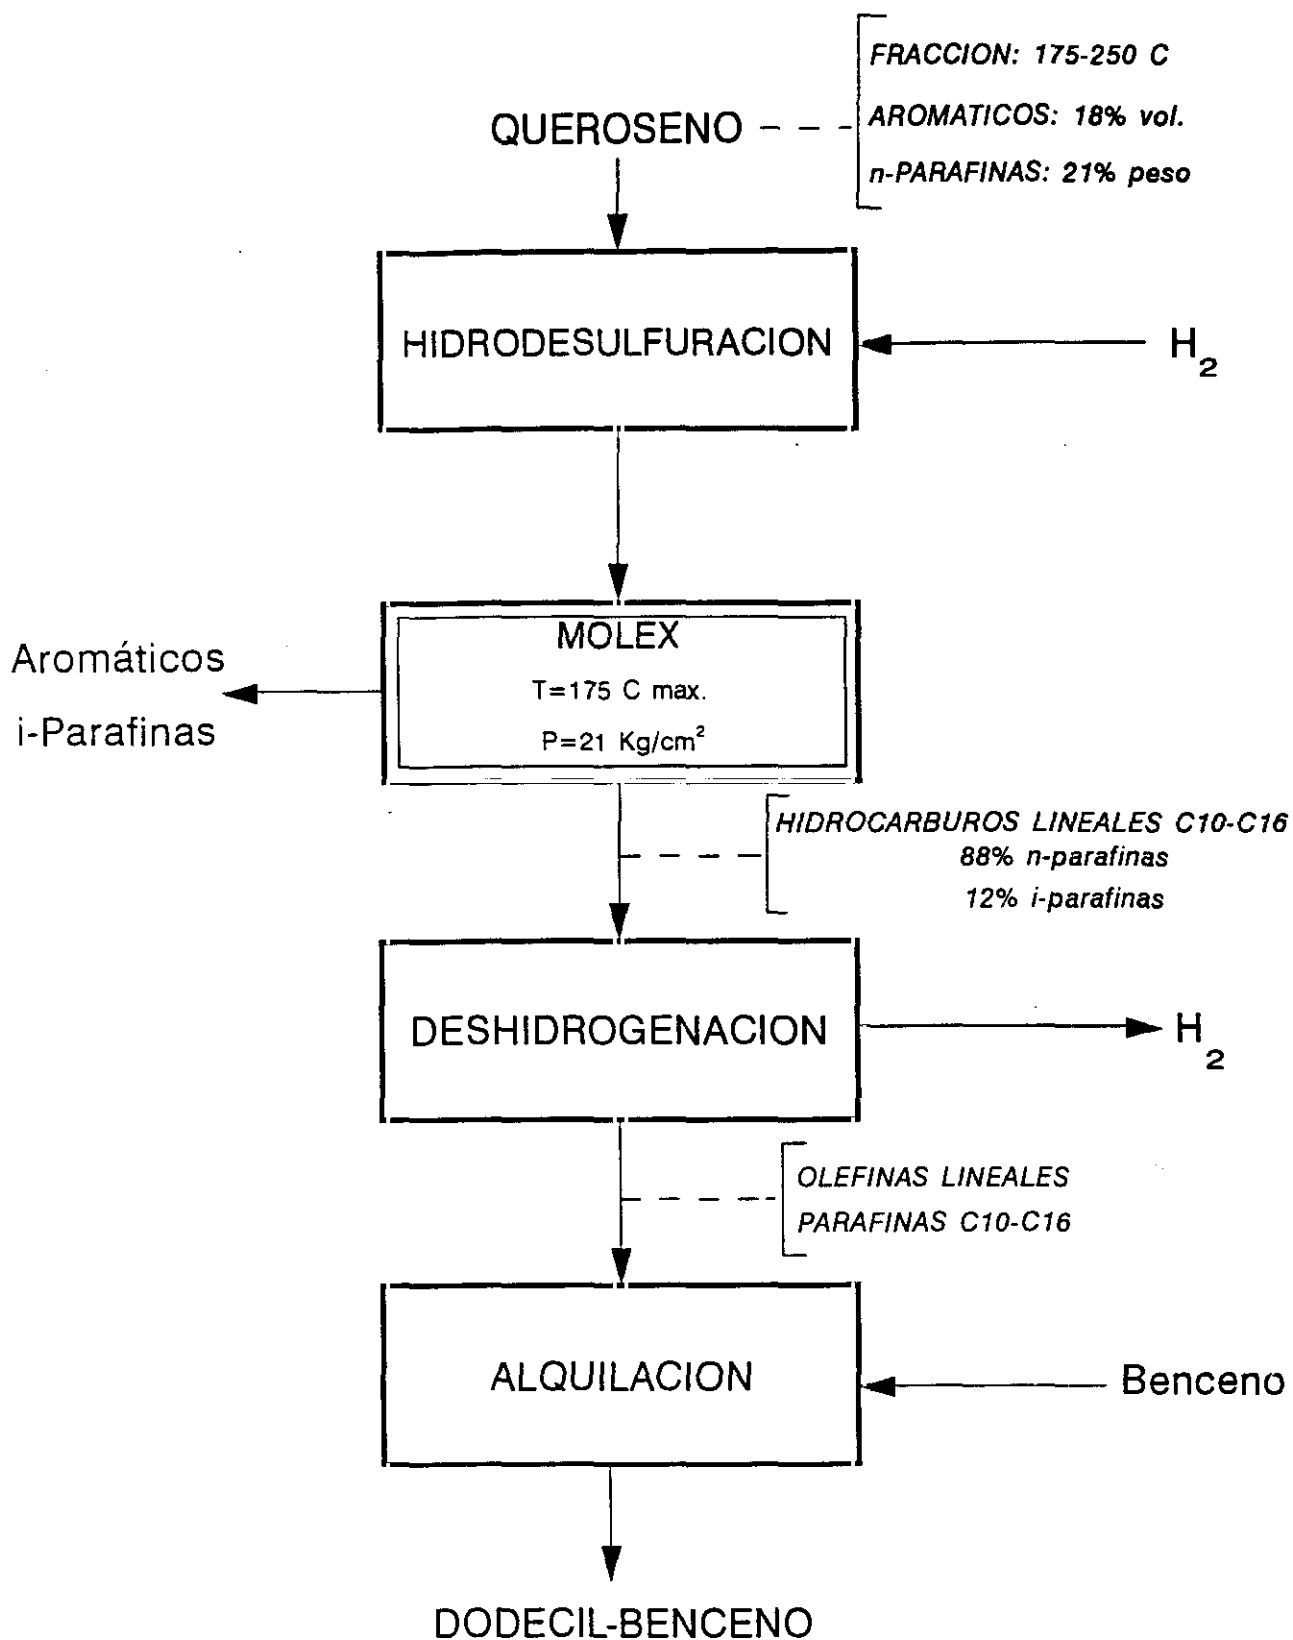 FRACCION: 175-250 C
QUEROSENO
AROMATICOS: 18% vol.
n-PARAFINAS: 21% peso
HIDRODESULFURACION
H₂
MOLEX
Aromáticos
T=175 C max.
i-Parafinas
P=21 Kg/cm²
HIDROCARBUROS LINEALES C10-C16
88% n-parafinas
12% i-parafinas
DESHIDROGENACION
H₂
OLEFINAS LINEALES
PARAFINAS C10-C16
ALQUILACION
Benceno
DODECIL-BENCENO